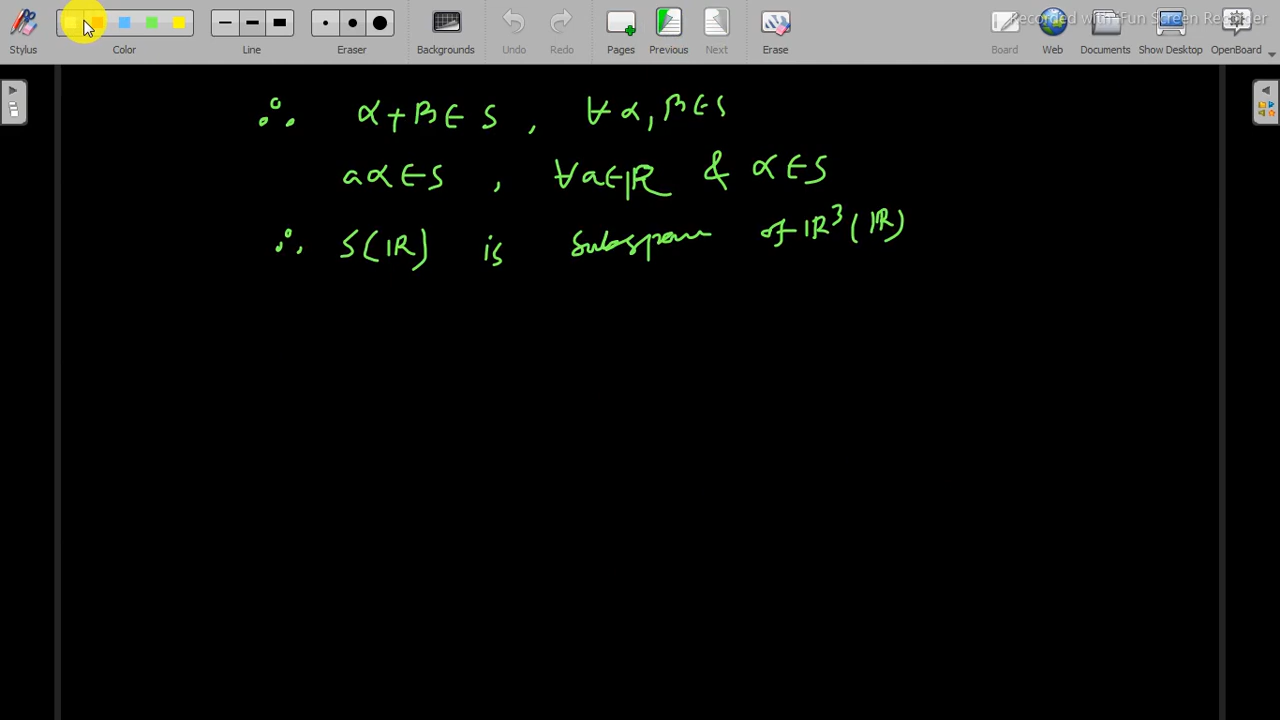 Recorded with Fun Screen Recorder
Stylus Color Line Eraser Backgrounds Undo Redo Pages Previous Next Erase Board Web Documents Show Desktop OpenBoard
∴ α+β∈S , ∀ α, β∈S
aα∈S , ∀a∈ℝ & α∈S
∴ S(ℝ) is subspace of ℝ³(ℝ)